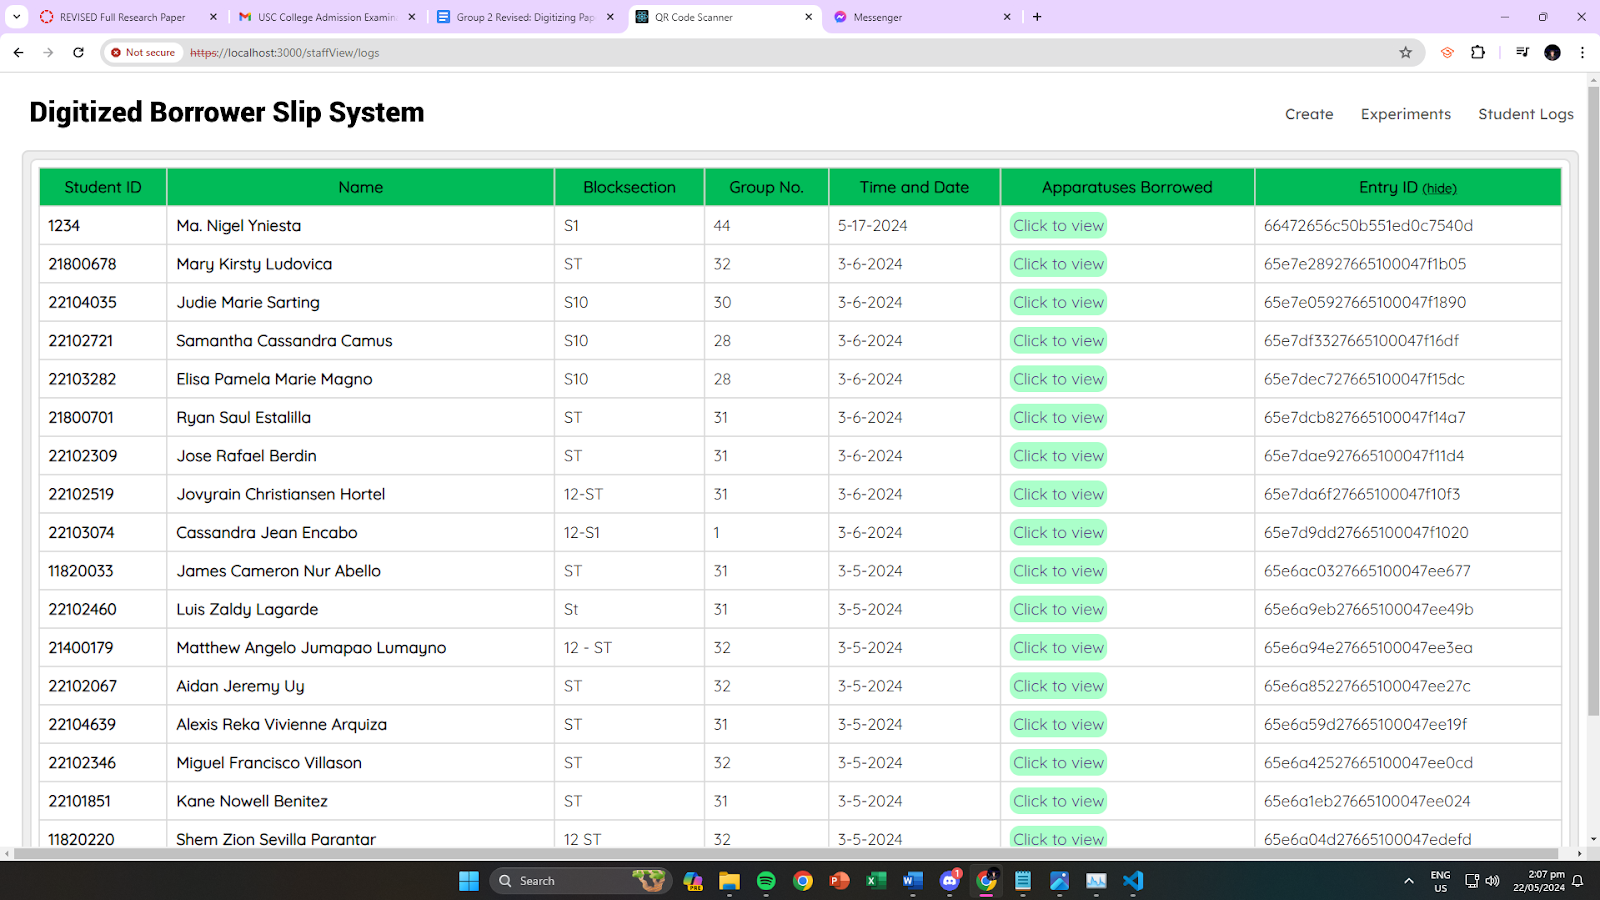 REVISED Full Research Paper
USC College Admission Examin
Group 2 Revised: Digitizing Pap
QR Code Scanner
Messenger
Not secure https://localhost:3000/staffView/logs
Digitized Borrower Slip System
Create Experiments Student Logs
Student ID Name Blocksection Group No. Time and Date Apparatuses Borrowed Entry ID (hide)
1234 Ma. Nigel Yniesta S1 44 5-17-2024 Click to view 66472656c50b551ed0c7540d
21800678 Mary Kirsty Ludovica ST 32 3-6-2024 Click to view 65e7e28927665100047f1b05
22104035 Judie Marie Sarting S10 30 3-6-2024 Click to view 65e7e05927665100047f1890
22102721 Samantha Cassandra Camus S10 28 3-6-2024 Click to view 65e7df3327665100047f16df
22103282 Elisa Pamela Marie Magno S10 28 3-6-2024 Click to view 65e7dec727665100047f15dc
21800701 Ryan Saul Estalilla ST 31 3-6-2024 Click to view 65e7dcb827665100047f14a7
22102309 Jose Rafael Berdin ST 31 3-6-2024 Click to view 65e7dae927665100047f11d4
22102519 Jovyrain Christiansen Hortel 12-ST 31 3-6-2024 Click to view 65e7da6f27665100047f10f3
22103074 Cassandra Jean Encabo 12-S1 1 3-6-2024 Click to view 65e7d9dd27665100047f1020
11820033 James Cameron Nur Abello ST 31 3-5-2024 Click to view 65e6ac0327665100047ee677
22102460 Luis Zaldy Lagarde St 31 3-5-2024 Click to view 65e6a9eb27665100047ee49b
21400179 Matthew Angelo Jumapao Lumayno 12 - ST 32 3-5-2024 Click to view 65e6a94e27665100047ee3ea
22102067 Aidan Jeremy Uy ST 32 3-5-2024 Click to view 65e6a85227665100047ee27c
22104639 Alexis Reka Vivienne Arquiza ST 31 3-5-2024 Click to view 65e6a59d27665100047ee19f
22102346 Miguel Francisco Villason ST 32 3-5-2024 Click to view 65e6a42527665100047ee0cd
22101851 Kane Nowell Benitez ST 31 3-5-2024 Click to view 65e6a1eb27665100047ee024
11820220 Shem Zion Sevilla Parantar 12 ST 32 3-5-2024 Click to view 65e6a04d27665100047edefd
Search
PRE
1
ENG
US
2:07 pm
22/05/2024